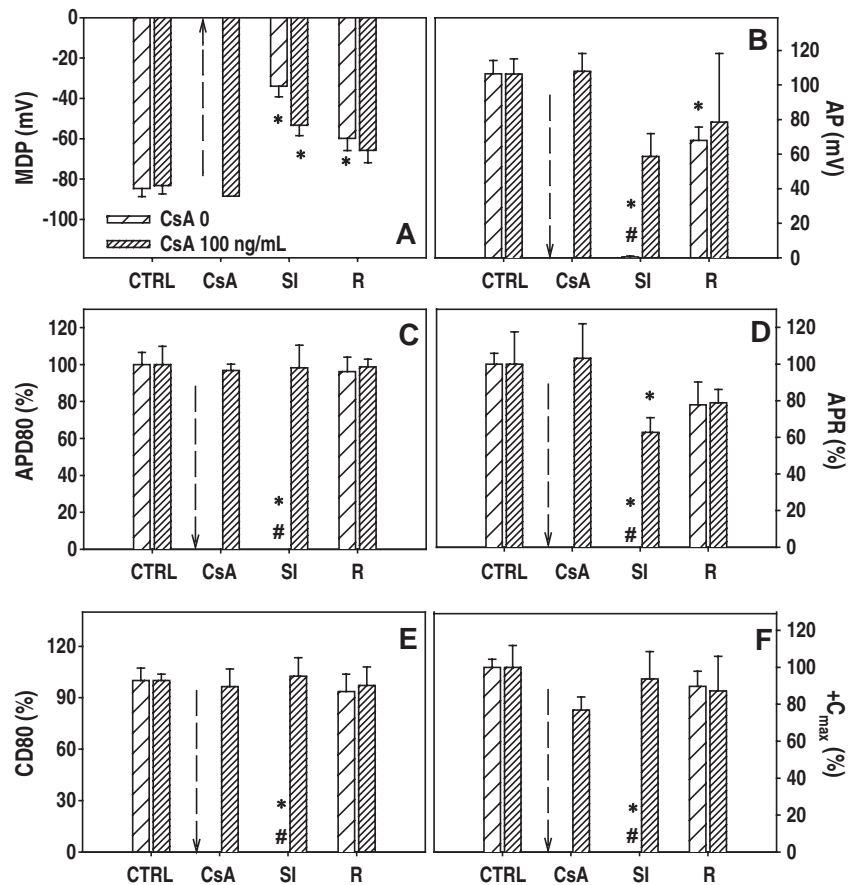 0
-20
-40
-60
-80
-100
MDP (mV)
* * *
CsA 0
CsA 100 ng/mL
A
CTRL CsA SI R
B
120
100
80
60
40
20
0
AP (mV)
*
*
#
CTRL CsA SI R
120
100
80
60
40
20
0
APD80 (%)
C
*
#
CTRL CsA SI R
D
120
100
80
60
40
20
0
APR (%)
*
*
#
CTRL CsA SI R
120
90
60
30
0
CD80 (%)
E
*
#
CTRL CsA SI R
F
120
100
80
60
40
20
0
+Cmax (%)
*
#
CTRL CsA SI R